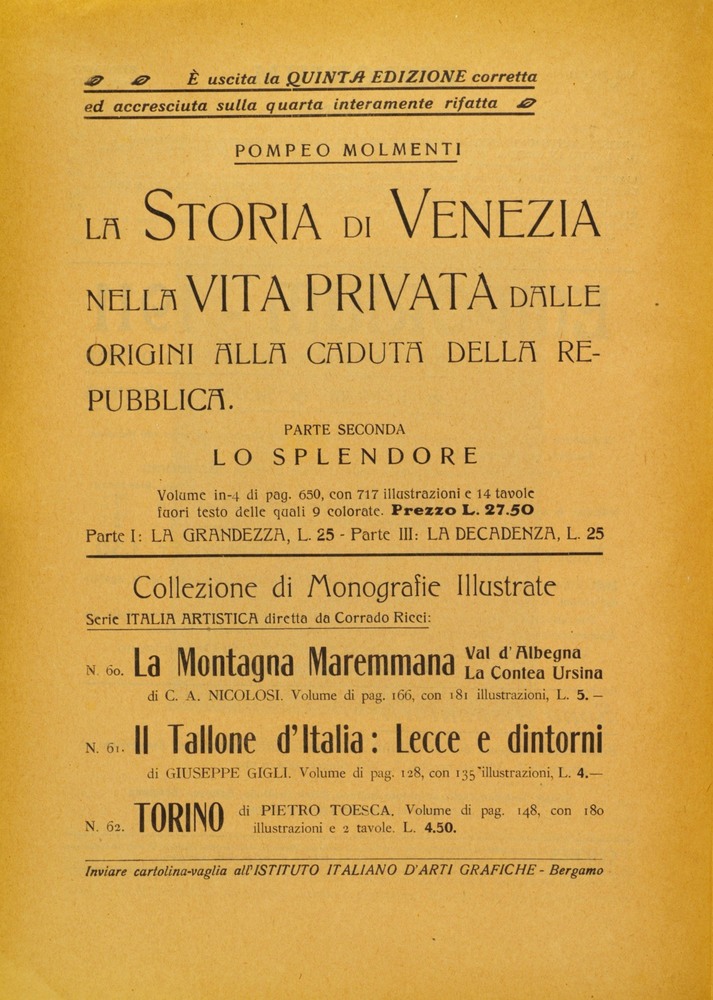 È uscita la QUINTA EDIZIONE corretta
ed accresciuta sulla quarta interamente rifatta
POMPEO MOLMENTI
LA STORIA DI VENEZIA
NELLA VITA PRIVATA DALLE
ORIGINI ALLA CADUTA DELLA RE-
PUBBLICA.
PARTE SECONDA
LO SPLENDORE
Volume in-4 di pag. 650, con 717 illustrazioni e 14 tavole
fuori testo delle quali 9 colorate. Prezzo L. 27.50
Parte I: LA GRANDEZZA, L. 25 - Parte III: LA DECADENZA, L. 25
Collezione di Monografie Illustrate
Serie ITALIA ARTISTICA diretta da Corrado Ricci:
N. 60. La Montagna Maremmana Val d'Albegna
La Contea Ursina
di C. A. NICOLOSI. Volume di pag. 166, con 181 illustrazioni, L. 5.—
N. 61. Il Tallone d'Italia: Lecce e dintorni
di GIUSEPPE GIGLI. Volume di pag. 128, con 135 illustrazioni, L. 4.—
N. 62. TORINO di PIETRO TOESCA. Volume di pag. 148, con 180
illustrazioni e 2 tavole. L. 4.50.
Inviare cartolina-vaglia all'ISTITUTO ITALIANO D'ARTI GRAFICHE - Bergamo